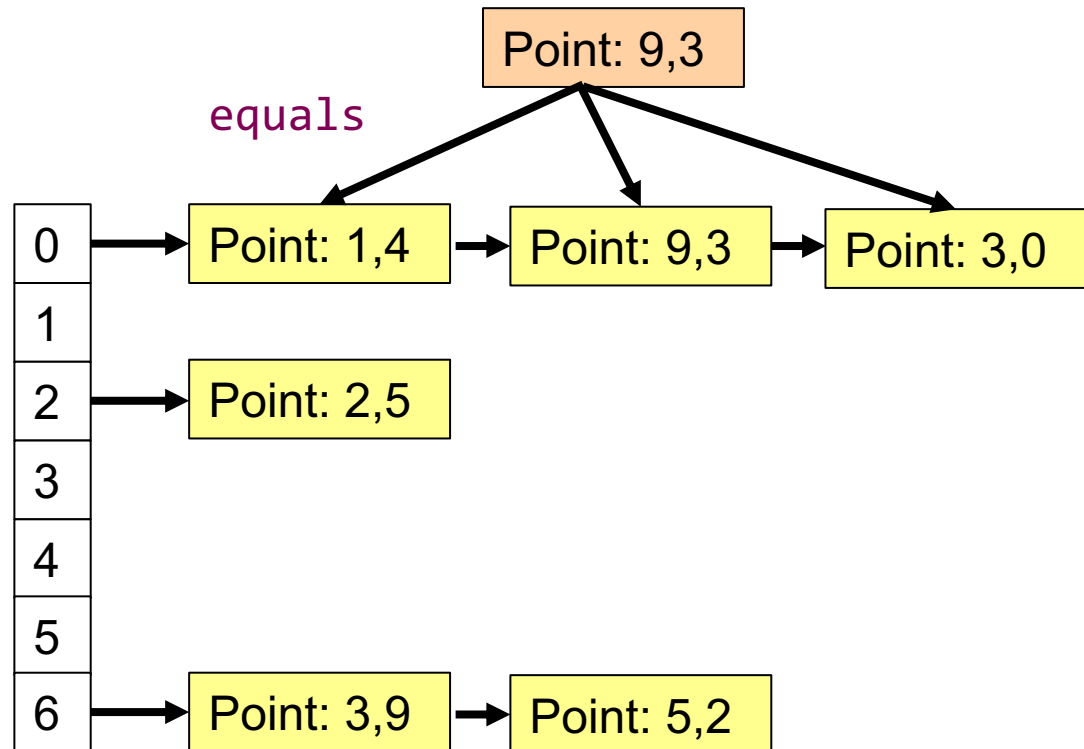 Point: 9,3
equals
0 Point: 1,4 Point: 9,3 Point: 3,0
1
2 Point: 2,5
3
4
5
6 Point: 3,9 Point: 5,2